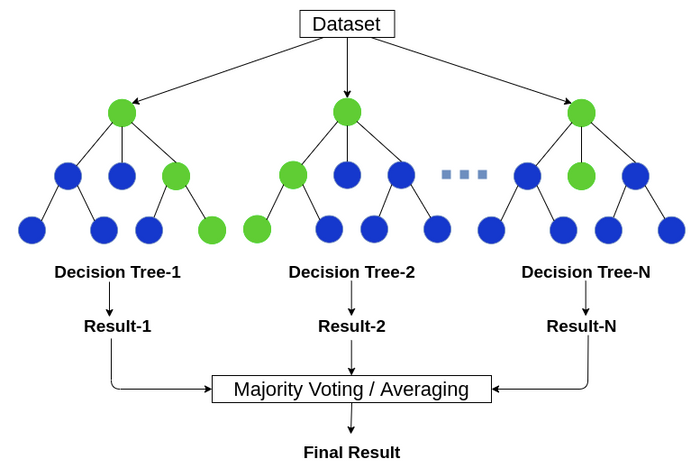 Dataset
Decision Tree-1
Decision Tree-2
Decision Tree-N
Result-1
Result-2
Result-N
Majority Voting / Averaging
Final Result